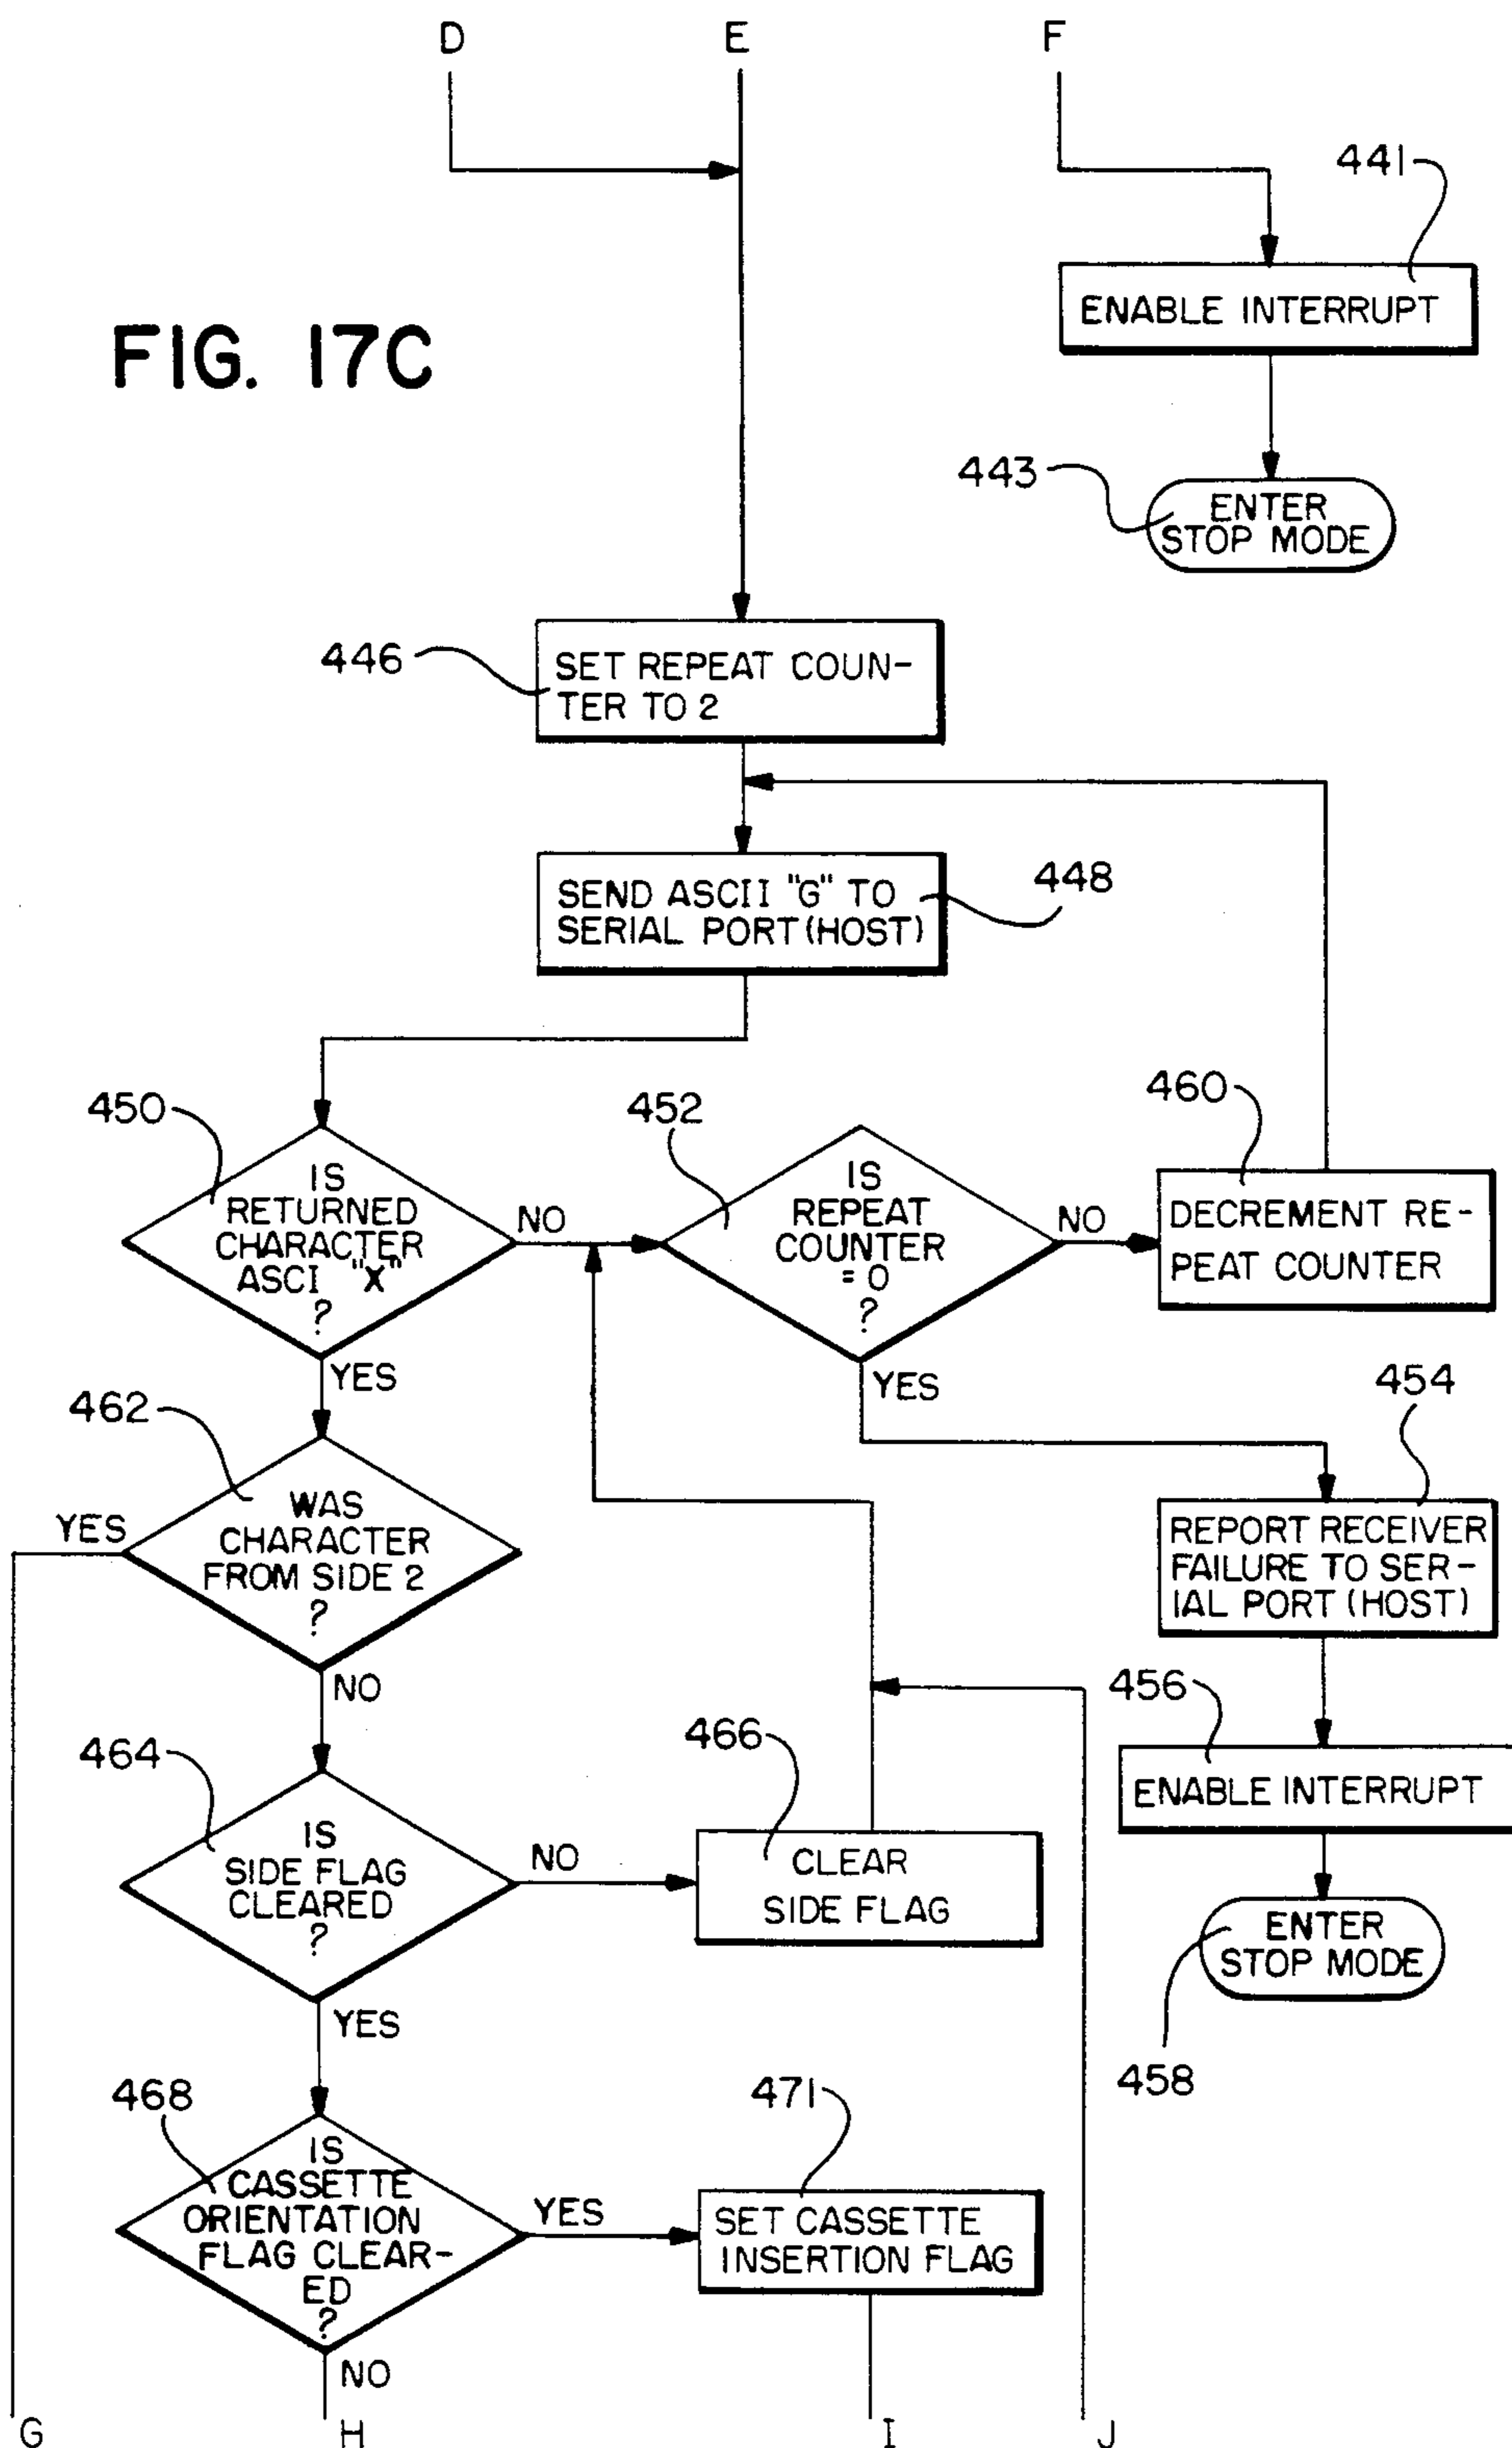 D
E
F
441
FIG. 17C
ENABLE INTERRUPT
443
ENTER
STOP MODE
446
SET REPEAT COUN-
TER TO 2
SEND ASCII "G" TO
SERIAL PORT (HOST)
448
450
452
460
IS
RETURNED
CHARACTER
ASCI "X"
?
NO
IS
REPEAT
COUNTER
= 0
?
NO
DECREMENT RE-
PEAT COUNTER
YES
YES
454
462
WAS
CHARACTER
FROM SIDE 2
?
YES
REPORT RECEIVER
FAILURE TO SER-
IAL PORT (HOST)
NO
456
464
466
ENABLE INTERRUPT
IS
SIDE FLAG
CLEARED
?
NO
CLEAR
SIDE FLAG
ENTER
STOP MODE
YES
458
468
471
IS
CASSETTE
ORIENTATION
FLAG CLEAR-
ED
?
YES
SET CASSETTE
INSERTION FLAG
NO
G
H
I
J